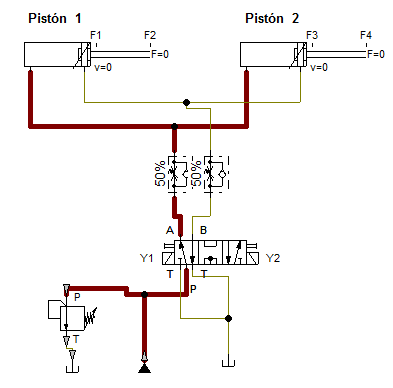 Pistón 1
Pistón 2
F1
F2
F3
F4
F=0
F=0
v=0
v=0
50%
50%
A
B
Y1
Y2
T
T
P
P
T